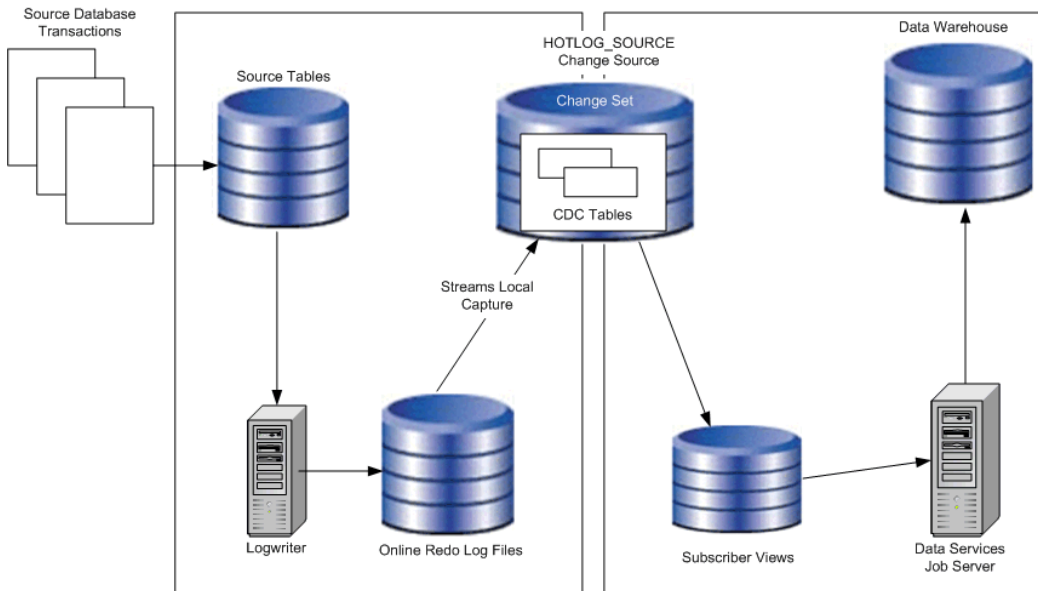 Source Database
Transactions
Source Tables
HOTLOG_SOURCE
Change Source
Change Set
CDC Tables
Data Warehouse
Streams Local
Capture
Logwriter
Online Redo Log Files
Subscriber Views
Data Services
Job Server